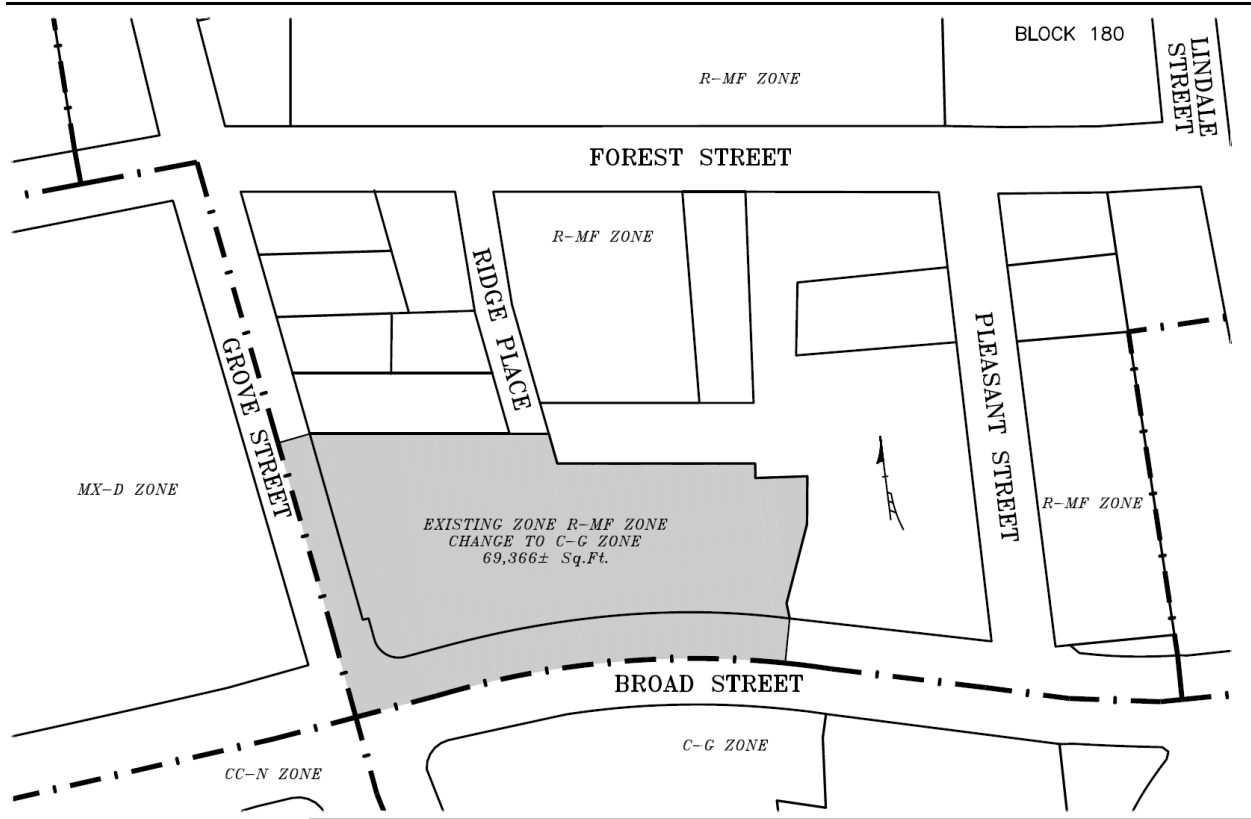 BLOCK 180
LINDALE
STREET
R-MF ZONE
FOREST STREET
R-MF ZONE
RIDGE PLACE
GROVE STREET
PLEASANT STREET
MX-D ZONE
R-MF ZONE
EXISTING ZONE R-MF ZONE
CHANGE TO C-G ZONE
69,366± Sq.Ft.
BROAD STREET
C-G ZONE
CC-N ZONE